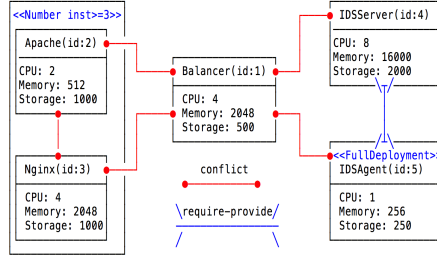 <<Number inst>=3>>
Apache(id:2)
CPU: 2
Memory: 512
Storage: 1000
Nginx(id:3)
CPU: 4
Memory: 2048
Storage: 1000
Balancer(id:1)
CPU: 4
Memory: 2048
Storage: 500
conflict
require-provide
IDSServer(id:4)
CPU: 8
Memory: 16000
Storage: 2000
<<FullDeployment>>
IDSAgent(id:5)
CPU: 1
Memory: 256
Storage: 250